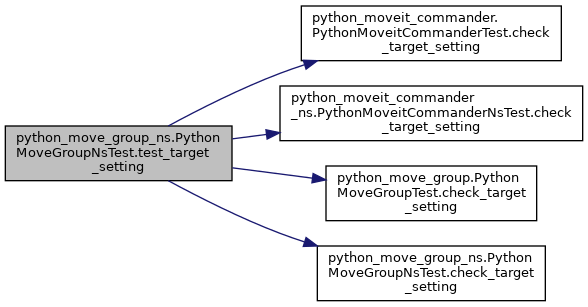 python_moveit_commander.
PythonMoveitCommanderTest.check
_target_setting
python_moveit_commander
_ns.PythonMoveitCommanderNsTest.check
_target_setting
python_move_group_ns.Python
MoveGroupNsTest.test_target
_setting
python_move_group.Python
MoveGroupTest.check_target
_setting
python_move_group_ns.Python
MoveGroupNsTest.check_target
_setting